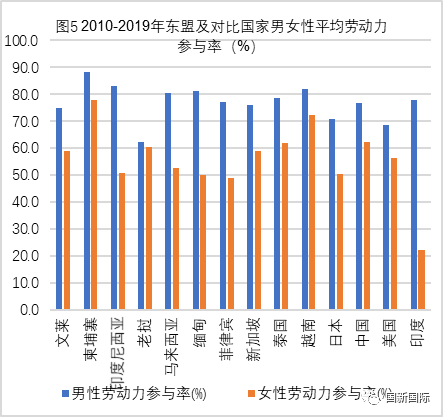 图5 2010-2019年东盟及对比国家男女性平均劳动力
参与率（%）
100.0
90.0
80.0
70.0
60.0
50.0
40.0
30.0
20.0
10.0
0.0
文莱
柬埔寨
印度尼西亚
老挝
马来西亚
缅甸
菲律宾
新加坡
泰国
越南
日本
中国
美国
印度
男性劳动力参与率(%) 女性劳动力参与率(%)
国新国际